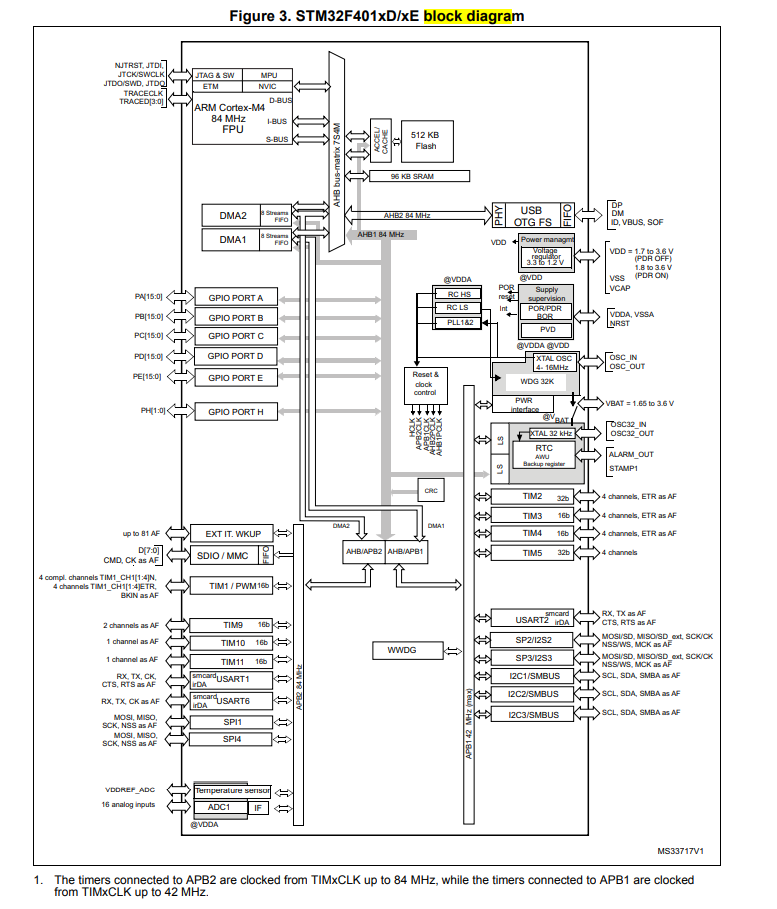 Figure 3. STM32F401xD/xE block diagram
NJTRST, JTDI,
JTCK/SWCLK
JTDO/SWD, JTDO
TRACECLK
TRACED[3:0]
JTAG & SW
MPU
ETM
NVIC
D-BUS
ARM Cortex-M4
84 MHz
FPU
I-BUS
S-BUS
AHB bus-matrix 7S4M
ACCEL/
CACHE
512 KB
Flash
96 KB SRAM
DMA2
8 Streams
FIFO
DMA1
8 Streams
FIFO
AHB2 84 MHz
AHB1 84 MHz
PHY
USB
OTG FS
FIFO
DP
DM
ID, VBUS, SOF
VDD
Power managmt
Voltage
regulator
3.3 to 1.2 V
@VDD
VDD = 1.7 to 3.6 V
(PDR OFF)
1.8 to 3.6 V
(PDR ON)
VSS
VCAP
@VDDA
RC HS
RC LS
PLL1&2
POR
reset
Int
Supply
supervision
POR/PDR
BOR
PVD
VDDA, VSSA
NRST
@VDDA @VDD
XTAL OSC
4- 16MHz
WDG 32K
OSC_IN
OSC_OUT
PWR
interface
VBAT = 1.65 to 3.6 V
@V
BAT
PA[15:0]
GPIO PORT A
PB[15:0]
GPIO PORT B
PC[15:0]
GPIO PORT C
PD[15:0]
GPIO PORT D
PE[15:0]
GPIO PORT E
PH[1:0]
GPIO PORT H
Reset &
clock
control
HCLK
APB2CLK
APB1CLK
AHB2PCLK
AHB1PCLK
LS
LS
XTAL 32 kHz
RTC
AWU
Backup register
OSC32_IN
OSC32_OUT
ALARM_OUT
STAMP1
CRC
TIM2
32b
4 channels, ETR as AF
TIM3
16b
4 channels, ETR as AF
TIM4
16b
4 channels, ETR as AF
TIM5
32b
4 channels
DMA2
DMA1
AHB/APB2
AHB/APB1
up to 81 AF
EXT IT. WKUP
D[7:0]
CMD, CK as AF
SDIO / MMC
FIFO
4 compl. channels TIM1_CH1[1:4]N,
4 channels TIM1_CH1[1:4]ETR,
BKIN as AF
TIM1 / PWM
16b
2 channels as AF
TIM9
16b
1 channel as AF
TIM10
16b
1 channel as AF
TIM11
16b
RX, TX, CK,
CTS, RTS as AF
smcard
irDA
USART1
RX, TX, CK as AF
smcard
irDA
USART6
MOSI, MISO,
SCK, NSS as AF
SPI1
MOSI, MISO,
SCK, NSS as AF
SPI4
APB2 84 MHz
WWDG
APB1 42 MHz (max)
USART2
smcard
irDA
RX, TX as AF
CTS, RTS as AF
SP2/I2S2
MOSI/SD, MISO/SD_ext, SCK/CK
NSS/WS, MCK as AF
SP3/I2S3
MOSI/SD, MISO/SD_ext, SCK/CK
NSS/WS, MCK as AF
I2C1/SMBUS
SCL, SDA, SMBA as AF
I2C2/SMBUS
SCL, SDA, SMBA as AF
I2C3/SMBUS
SCL, SDA, SMBA as AF
VDDREF_ADC
Temperature sensor
16 analog inputs
ADC1
IF
@VDDA
MS33717V1
1. The timers connected to APB2 are clocked from TIMxCLK up to 84 MHz, while the timers connected to APB1 are clocked
from TIMxCLK up to 42 MHz.